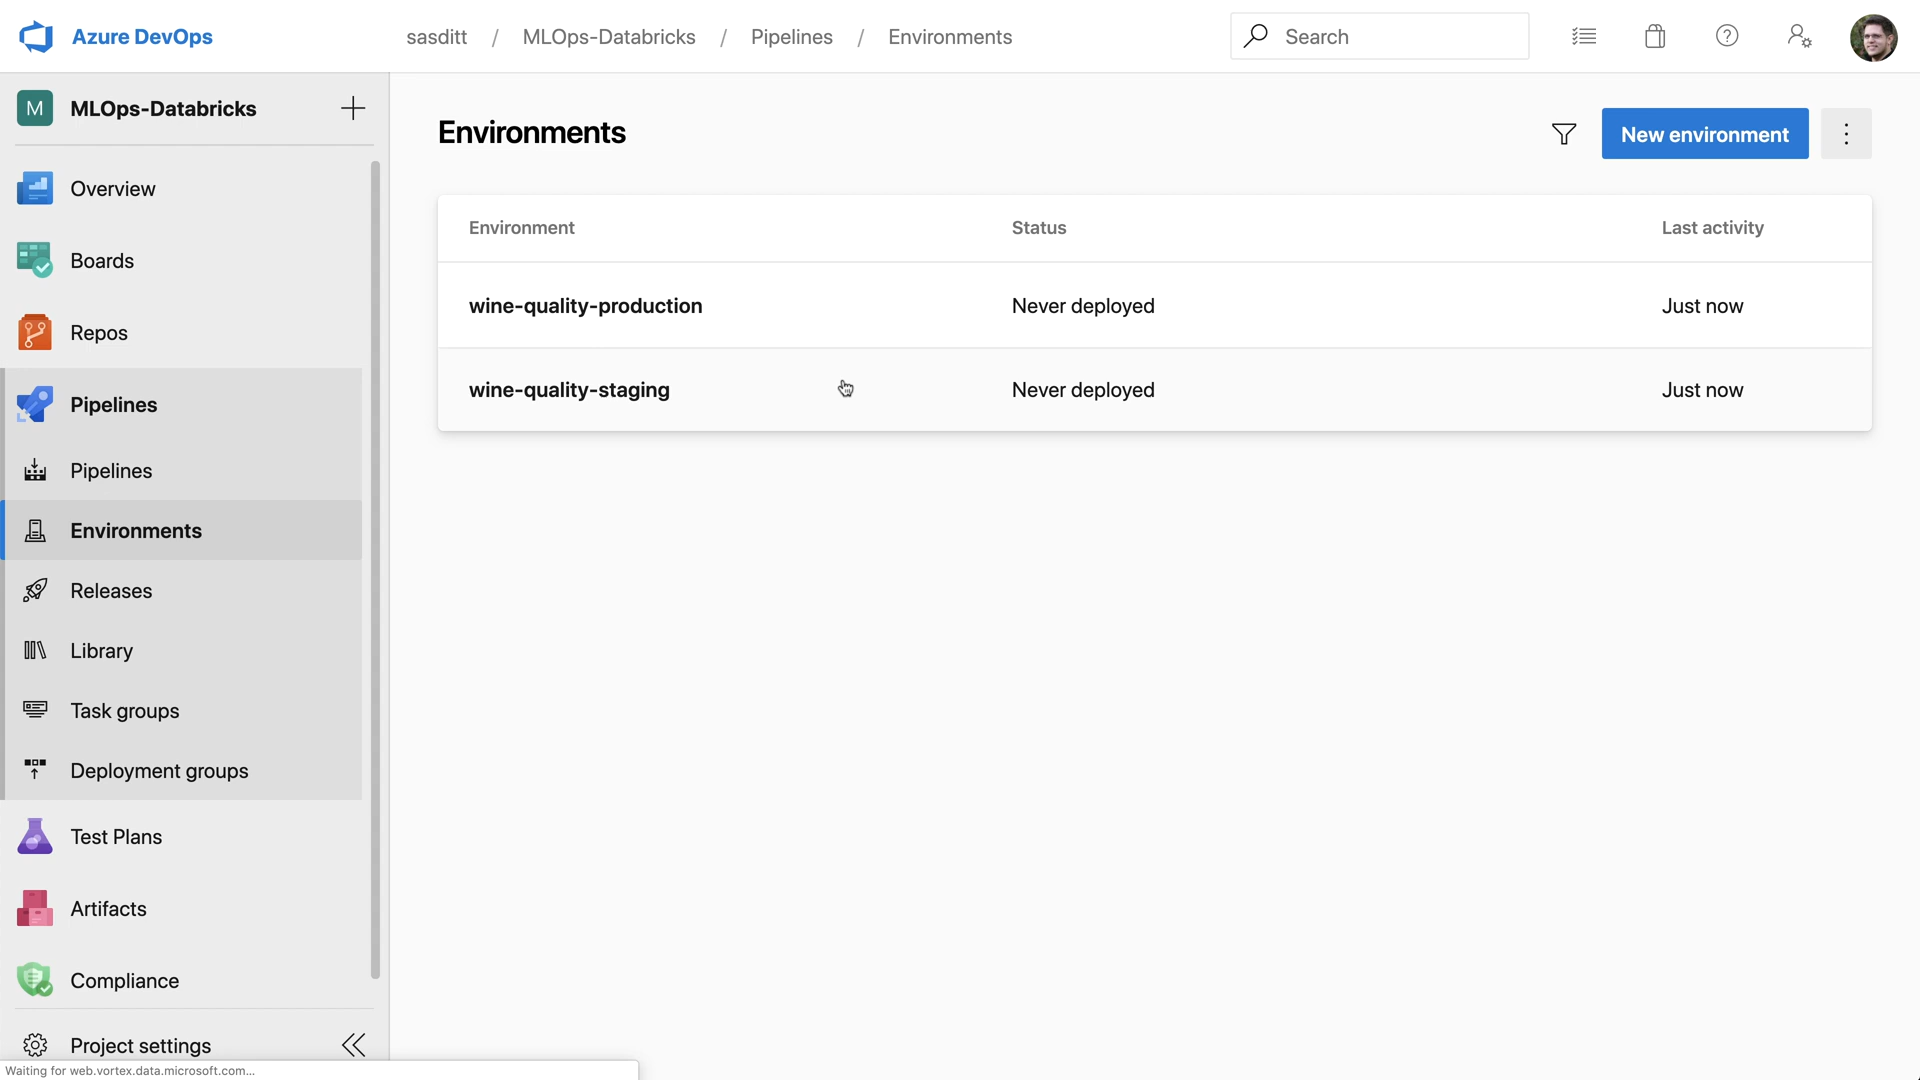 Azure DevOps
sasditt / MLOps-Databricks / Pipelines / Environments
Search
M MLOps-Databricks
Overview
Boards
Repos
Pipelines
Pipelines
Environments
Releases
Library
Task groups
Deployment groups
Test Plans
Artifacts
Compliance
Project settings
Waiting for web.vortex.data.microsoft.com...
Environments
New environment
Environment Status Last activity
wine-quality-production Never deployed Just now
wine-quality-staging Never deployed Just now